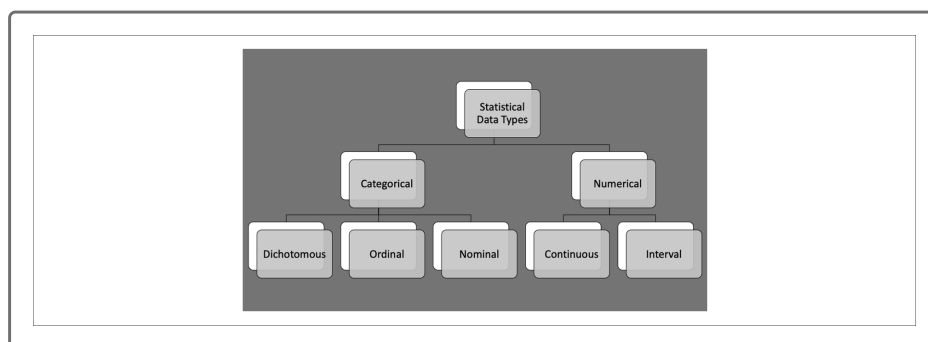 Statistical
Data Types
Categorical
Numerical
Dichotomous
Ordinal
Nominal
Continuous
Interval